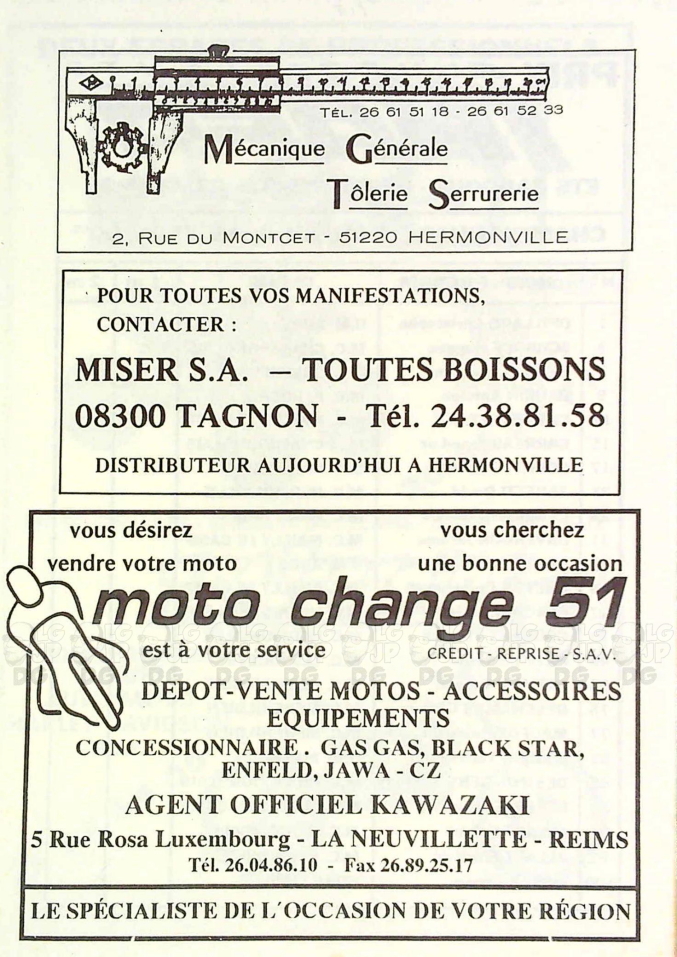 TÉL. 26 61 51 18 - 26 61 52 33
Mécanique Générale
Tôlerie Serrurerie
2, RUE DU MONTCET - 51220 HERMONVILLE
POUR TOUTES VOS MANIFESTATIONS,
CONTACTER :
MISER S.A. — TOUTES BOISSONS
08300 TAGNON - Tél. 24.38.81.58
DISTRIBUTEUR AUJOURD'HUI A HERMONVILLE
vous désirez vous cherchez
vendre votre moto une bonne occasion
moto change 51
est à votre service CREDIT - REPRISE - S.A.V.
DEPOT-VENTE MOTOS - ACCESSOIRES
EQUIPEMENTS
CONCESSIONNAIRE . GAS GAS, BLACK STAR,
ENFELD, JAWA - CZ
AGENT OFFICIEL KAWAZAKI
5 Rue Rosa Luxembourg - LA NEUVILLETTE - REIMS
Tél. 26.04.86.10 - Fax 26.89.25.17
LE SPÉCIALISTE DE L'OCCASION DE VOTRE RÉGION